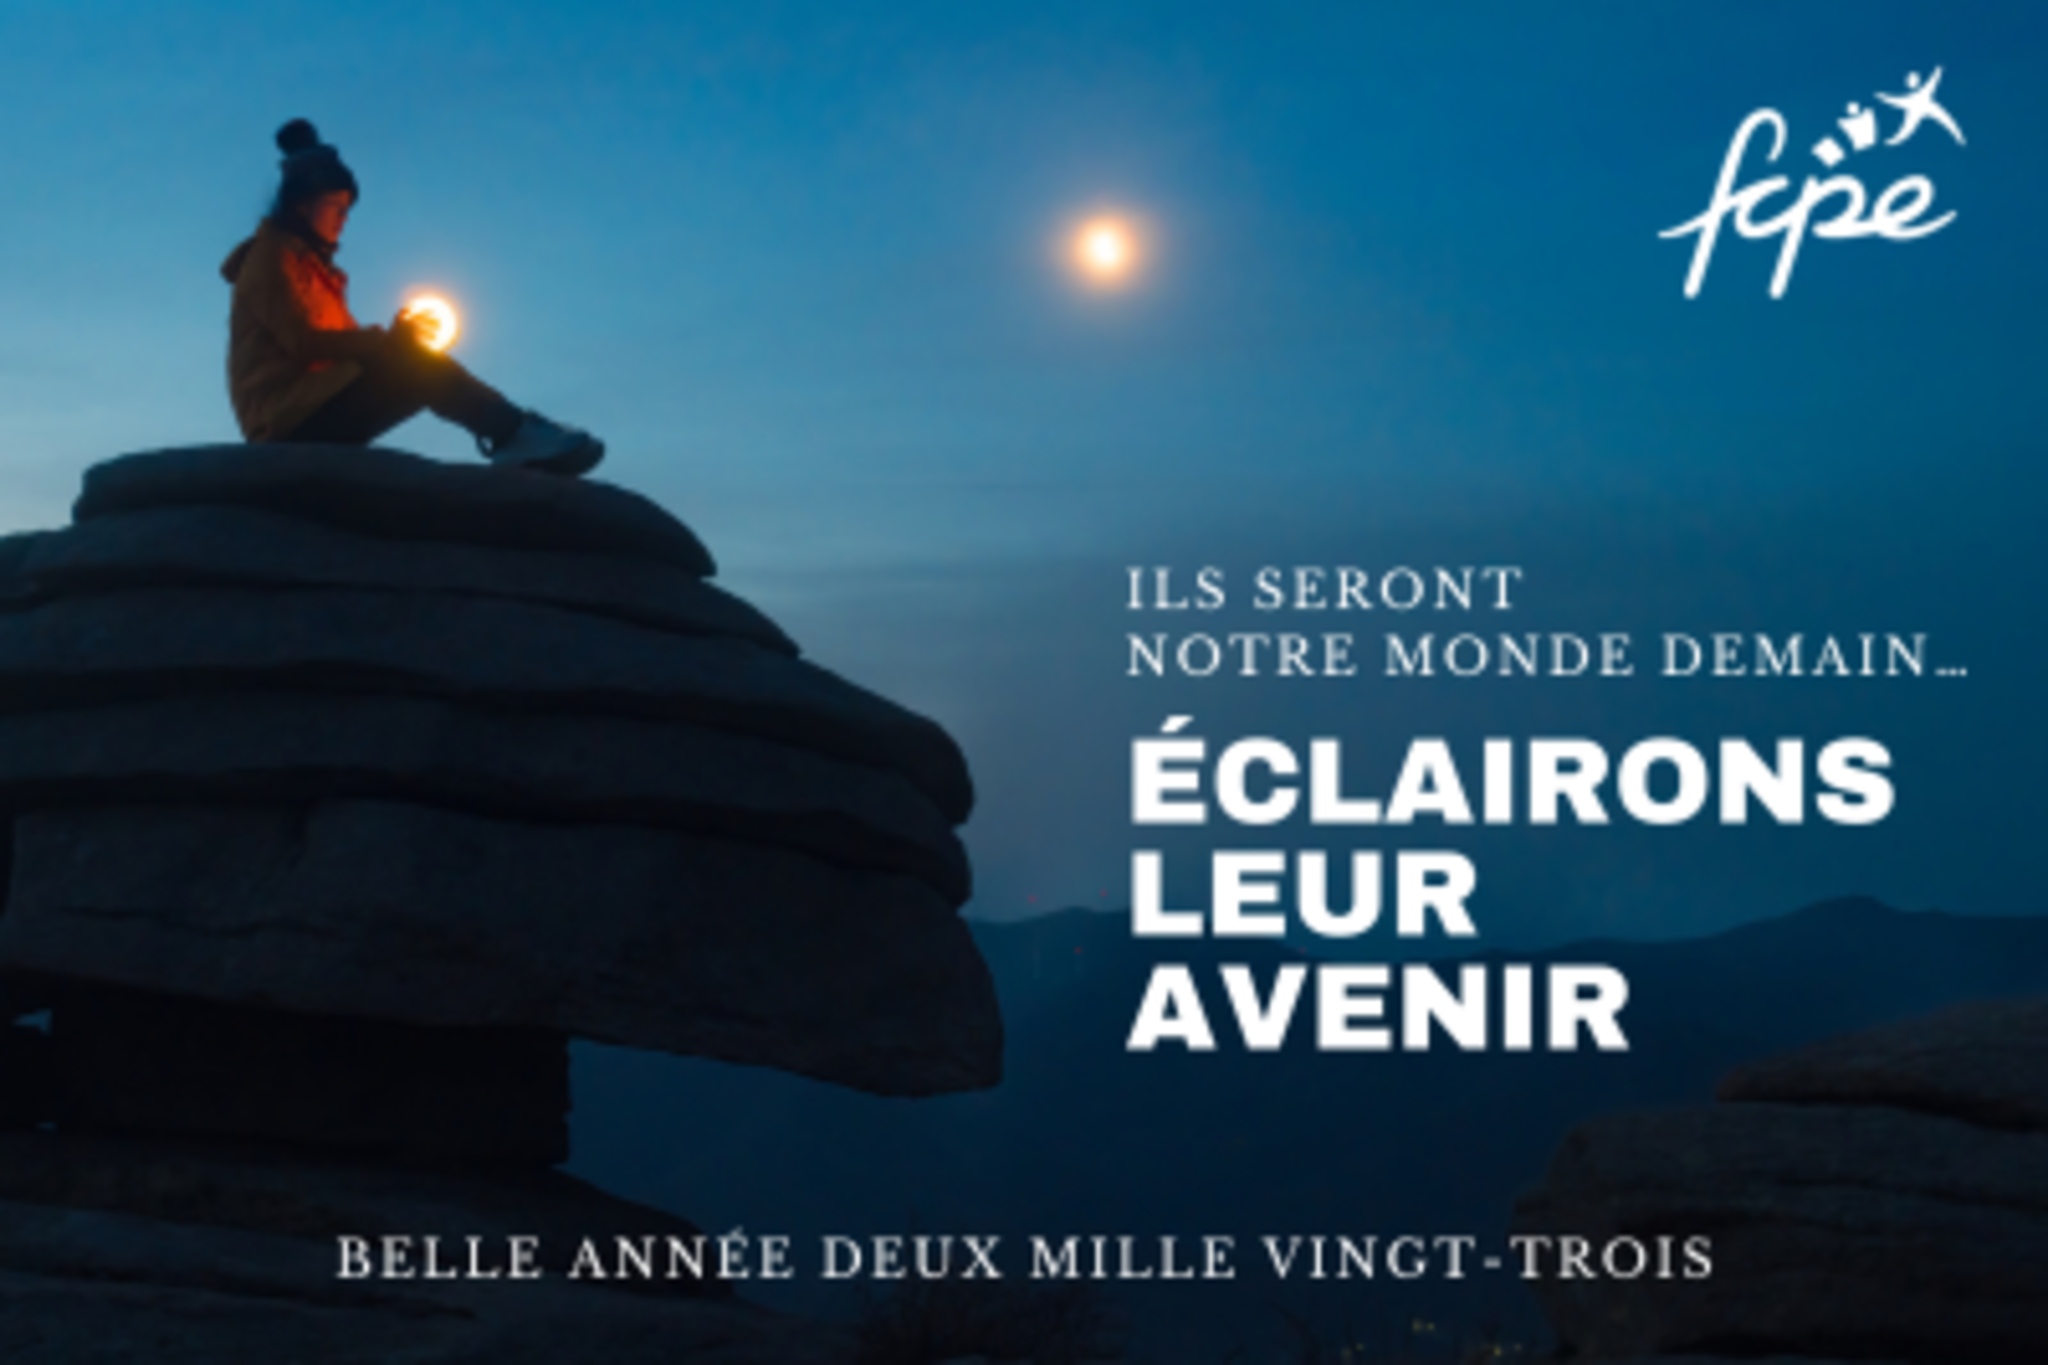 fcpe
ILS SERONT
NOTRE MONDE DEMAIN…
ÉCLAIRONS
LEUR
AVENIR
BELLE ANNÉE DEUX MILLE VINGT-TROIS